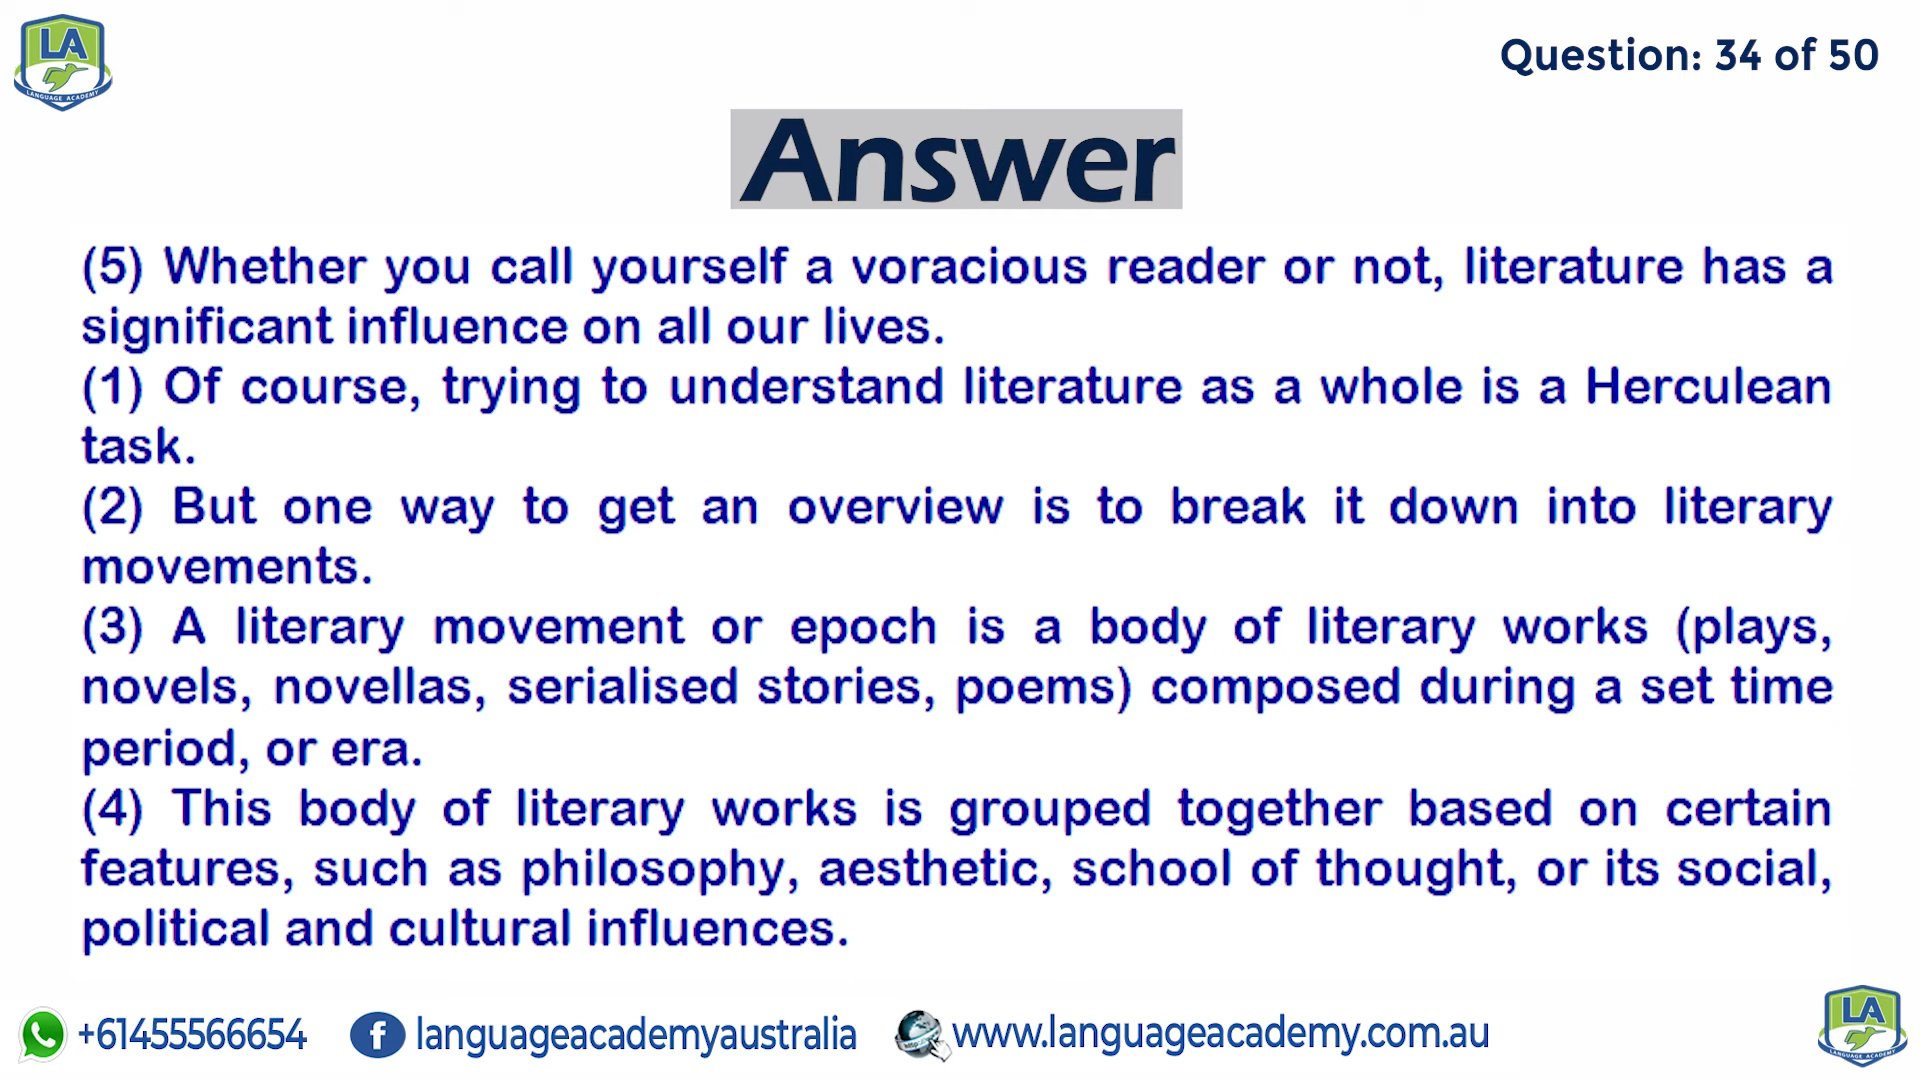 LA
LANGUAGE ACADEMY
Question: 34 of 50
Answer
(5) Whether you call yourself a voracious reader or not, literature has a
significant influence on all our lives.
(1) Of course, trying to understand literature as a whole is a Herculean
task.
(2) But one way to get an overview is to break it down into literary
movements.
(3) A literary movement or epoch is a body of literary works (plays,
novels, novellas, serialised stories, poems) composed during a set time
period, or era.
(4) This body of literary works is grouped together based on certain
features, such as philosophy, aesthetic, school of thought, or its social,
political and cultural influences.
+61455566654
f languageacademyaustralia
www.languageacademy.com.au
LA
LANGUAGE ACADEMY